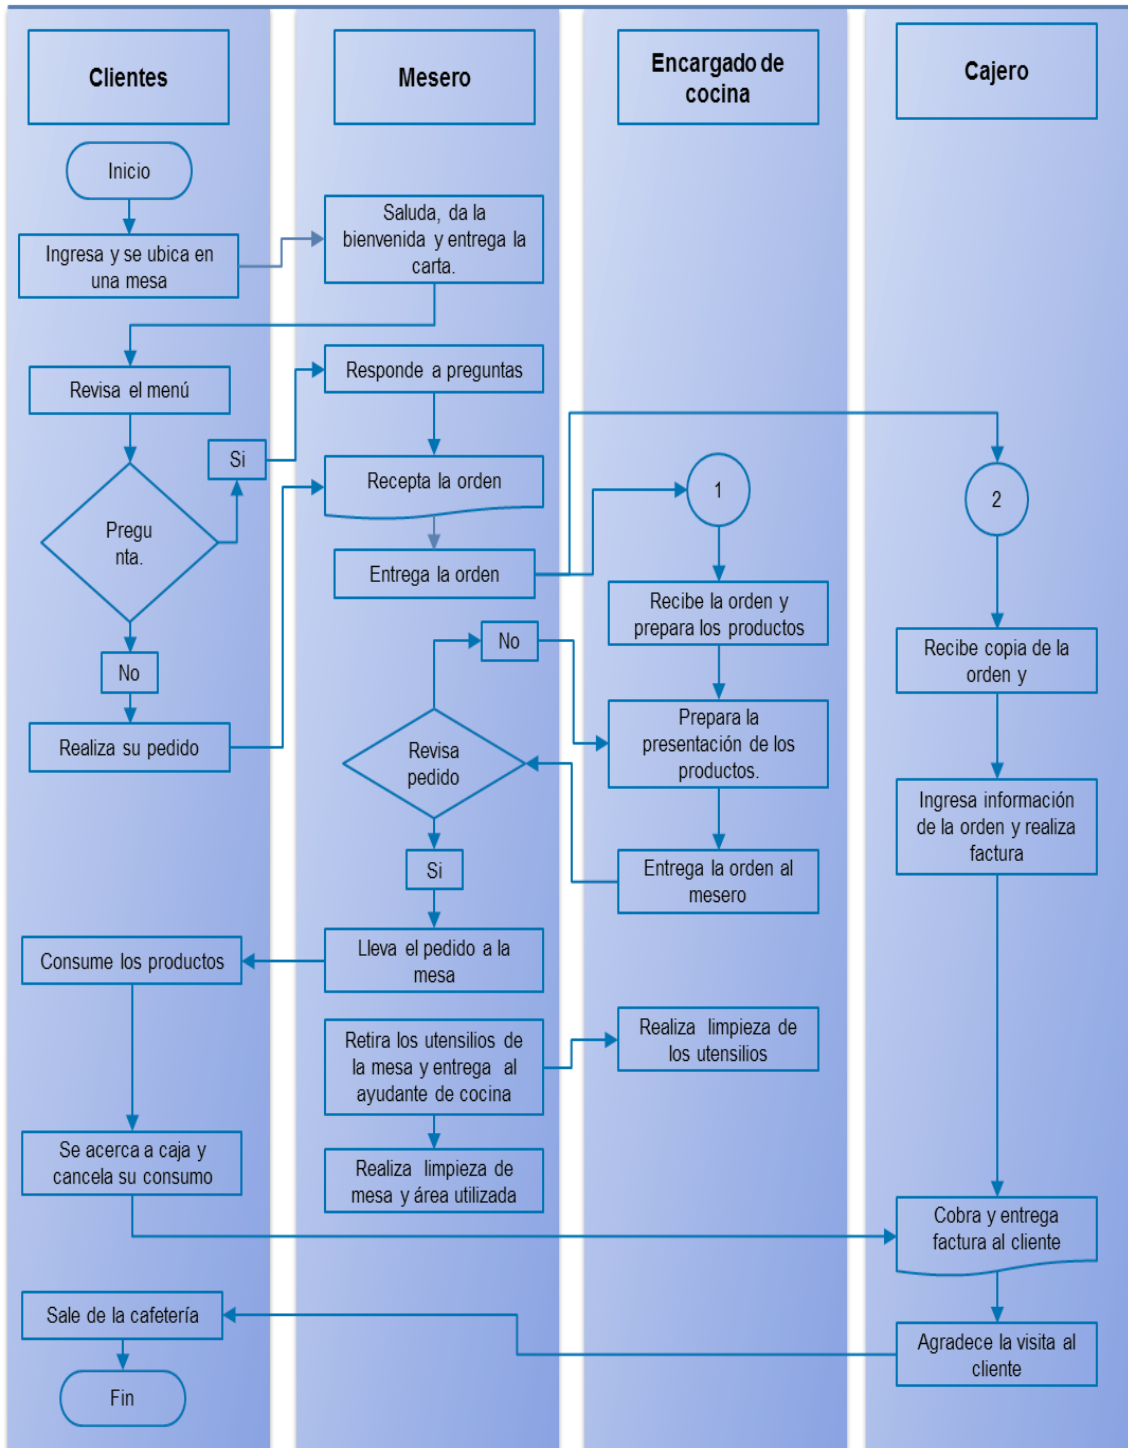 Clientes
Mesero
Encargado de
cocina
Cajero
Inicio
Ingresa y se ubica en
una mesa
Saluda, da la
bienvenida y entrega la
carta.
Revisa el menú
Responde a preguntas
Si
Pregu
nta.
Recepta la orden
1
2
Entrega la orden
Recibe la orden y
prepara los productos
No
No
Recibe copia de la
orden y
Realiza su pedido
Revisa
pedido
Prepara la
presentación de los
productos.
Ingresa información
de la orden y realiza
factura
Si
Entrega la orden al
mesero
Consume los productos
Lleva el pedido a la
mesa
Retira los utensilios de
la mesa y entrega al
ayudante de cocina
Realiza limpieza de
los utensilios
Se acerca a caja y
cancela su consumo
Realiza limpieza de
mesa y área utilizada
Cobra y entrega
factura al cliente
Sale de la cafetería
Agradece la visita al
cliente
Fin